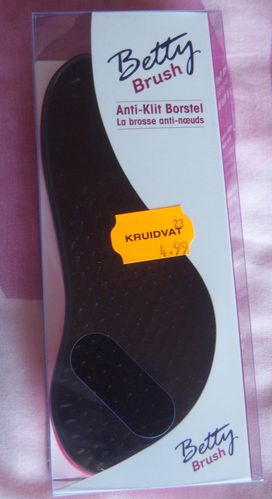 Betty
Brush
Anti-Klit Borstel
La brosse anti-nœuds
23
KRUIDVAT
4.99
Betty
Brush